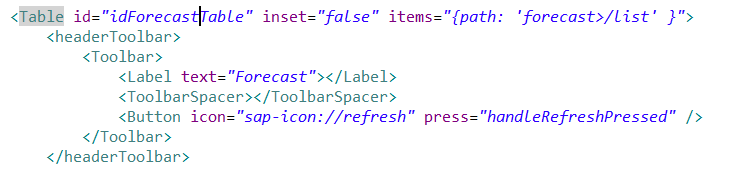 <Table id="idForecastTable" inset="false" items="{path: 'forecast>/list' }">
<headerToolbar>
<Toolbar>
<Label text="Forecast"></Label>
<ToolbarSpacer></ToolbarSpacer>
<Button icon="sap-icon://refresh" press="handleRefreshPressed" />
</Toolbar>
</headerToolbar>